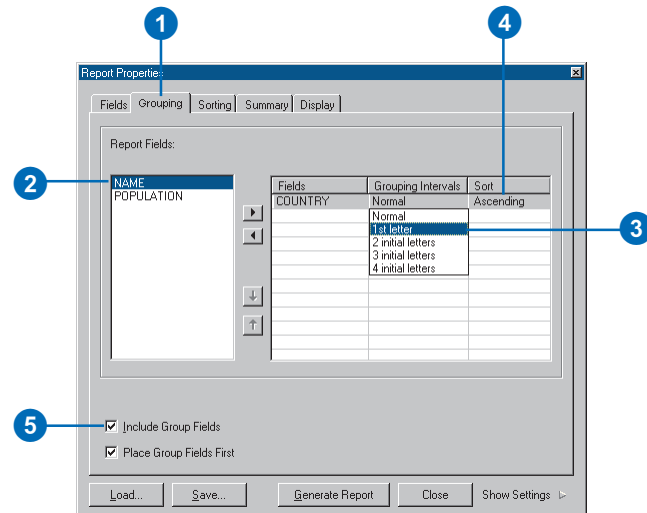 1
4
Report Properties:
Fields Grouping Sorting Summary Display
Report Fields:
2
NAME
POPULATION
Fields Grouping Intervals Sort
COUNTRY Normal Ascending
Normal
1st letter
3
2 initial letters
3 initial letters
4 initial letters
5
Include Group Fields
Place Group Fields First
Load... Save... Generate Report Close Show Settings